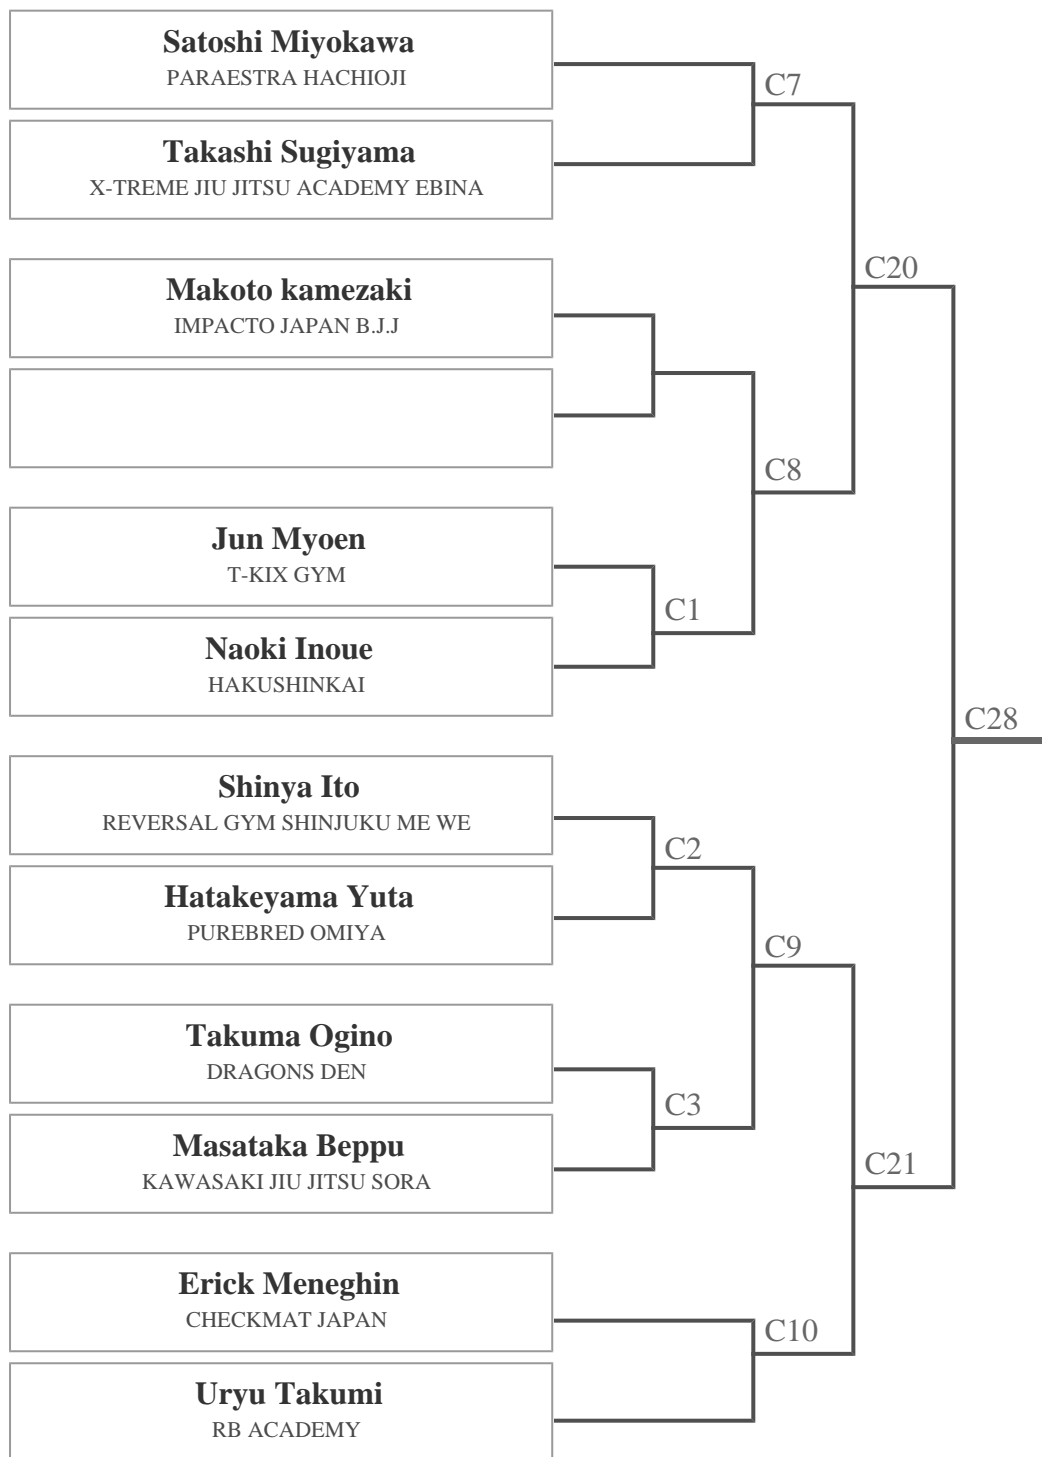 Satoshi Miyokawa
PARAESTRA HACHIOJI
C7
Takashi Sugiyama
X-TREME JIU JITSU ACADEMY EBINA
C20
Makoto kamezaki
IMPACTO JAPAN B.J.J
C8
Jun Myoen
T-KIX GYM
C1
Naoki Inoue
HAKUSHINKAI
C28
Shinya Ito
REVERSAL GYM SHINJUKU ME WE
C2
Hatakeyama Yuta
PUREBRED OMIYA
C9
Takuma Ogino
DRAGONS DEN
C3
Masataka Beppu
KAWASAKI JIU JITSU SORA
C21
Erick Meneghin
CHECKMAT JAPAN
C10
Uryu Takumi
RB ACADEMY